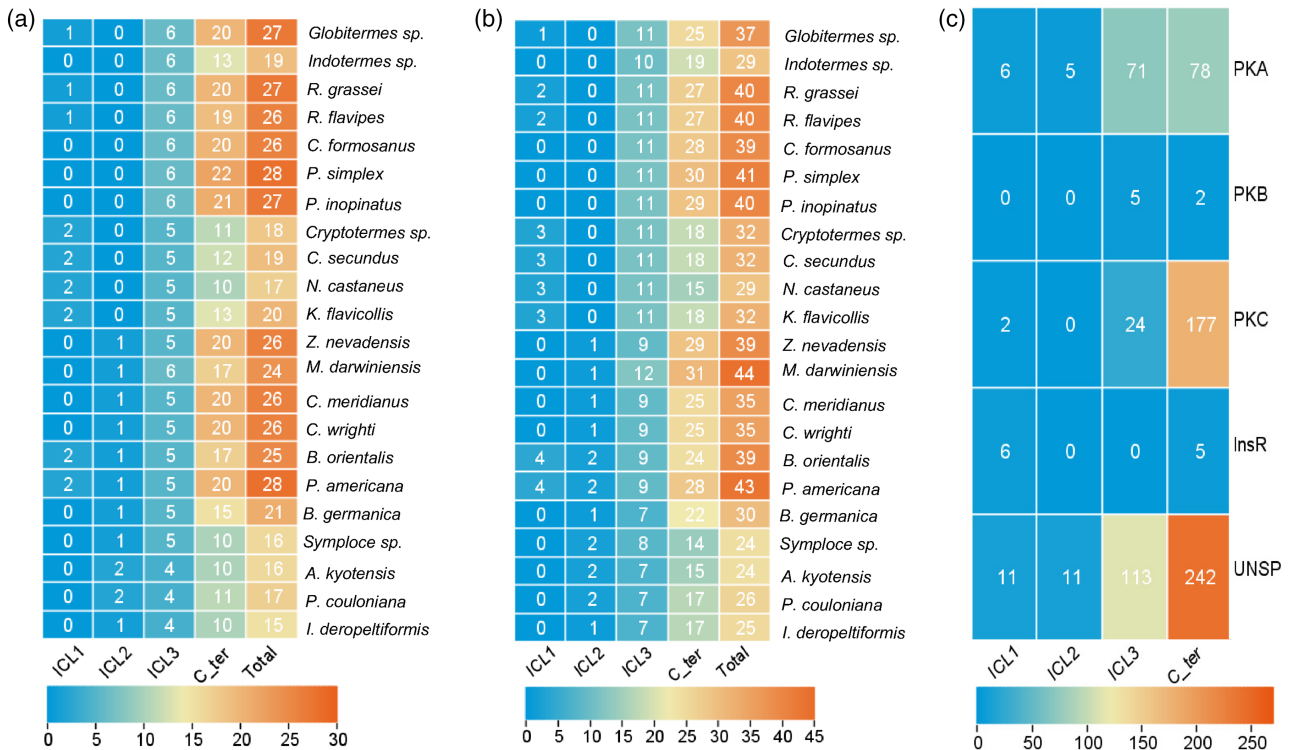 (a)
1 0 6 20 27 Globitermes sp.
0 0 6 13 19 Indotermes sp.
1 0 6 20 27 R. grassei
1 0 6 19 26 R. flavipes
0 0 6 20 26 C. formosanus
0 0 6 22 28 P. simplex
0 0 6 21 27 P. inopinatus
2 0 5 11 18 Cryptotermes sp.
2 0 5 12 19 C. secundus
2 0 5 10 17 N. castaneus
2 0 5 13 20 K. flavicollis
0 1 5 20 26 Z. nevadensis
0 1 6 17 24 M. darwiniensis
0 1 5 20 26 C. meridianus
0 1 5 20 26 C. wrighti
2 1 5 17 25 B. orientalis
2 1 5 20 28 P. americana
0 1 5 15 21 B. germanica
0 1 5 10 16 Symploce sp.
0 2 4 10 16 A. kyotensis
0 2 4 11 17 P. couloniana
0 1 4 10 15 I. deropeltiformis
ICL1 ICL2 ICL3 C_ter Total
0 5 10 15 20 25 30
(b)
1 0 11 25 37 Globitermes sp.
0 0 10 19 29 Indotermes sp.
2 0 11 27 40 R. grassei
2 0 11 27 40 R. flavipes
0 0 11 28 39 C. formosanus
0 0 11 30 41 P. simplex
0 0 11 29 40 P. inopinatus
3 0 11 18 32 Cryptotermes sp.
3 0 11 18 32 C. secundus
3 0 11 15 29 N. castaneus
3 0 11 18 32 K. flavicollis
0 1 9 29 39 Z. nevadensis
0 1 12 31 44 M. darwiniensis
0 1 9 25 35 C. meridianus
0 1 9 25 35 C. wrighti
4 2 9 24 39 B. orientalis
4 2 9 28 43 P. americana
0 1 7 22 30 B. germanica
0 2 8 14 24 Symploce sp.
0 2 7 15 24 A. kyotensis
0 2 7 17 26 P. couloniana
0 1 7 17 25 I. deropeltiformis
ICL1 ICL2 ICL3 C_ter Total
0 5 10 15 20 25 30 35 40 45
(c)
6 5 71 78 PKA
0 0 5 2 PKB
2 0 24 177 PKC
6 0 0 5 InsR
11 11 113 242 UNSP
ICL1 ICL2 ICL3 C_ter
0 50 100 150 200 250